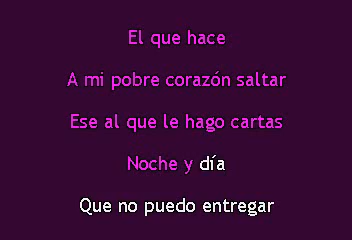 El que hace
A mi pobre corazón saltar
Ese al que le hago cartas
Noche y día
Que no puedo entregar